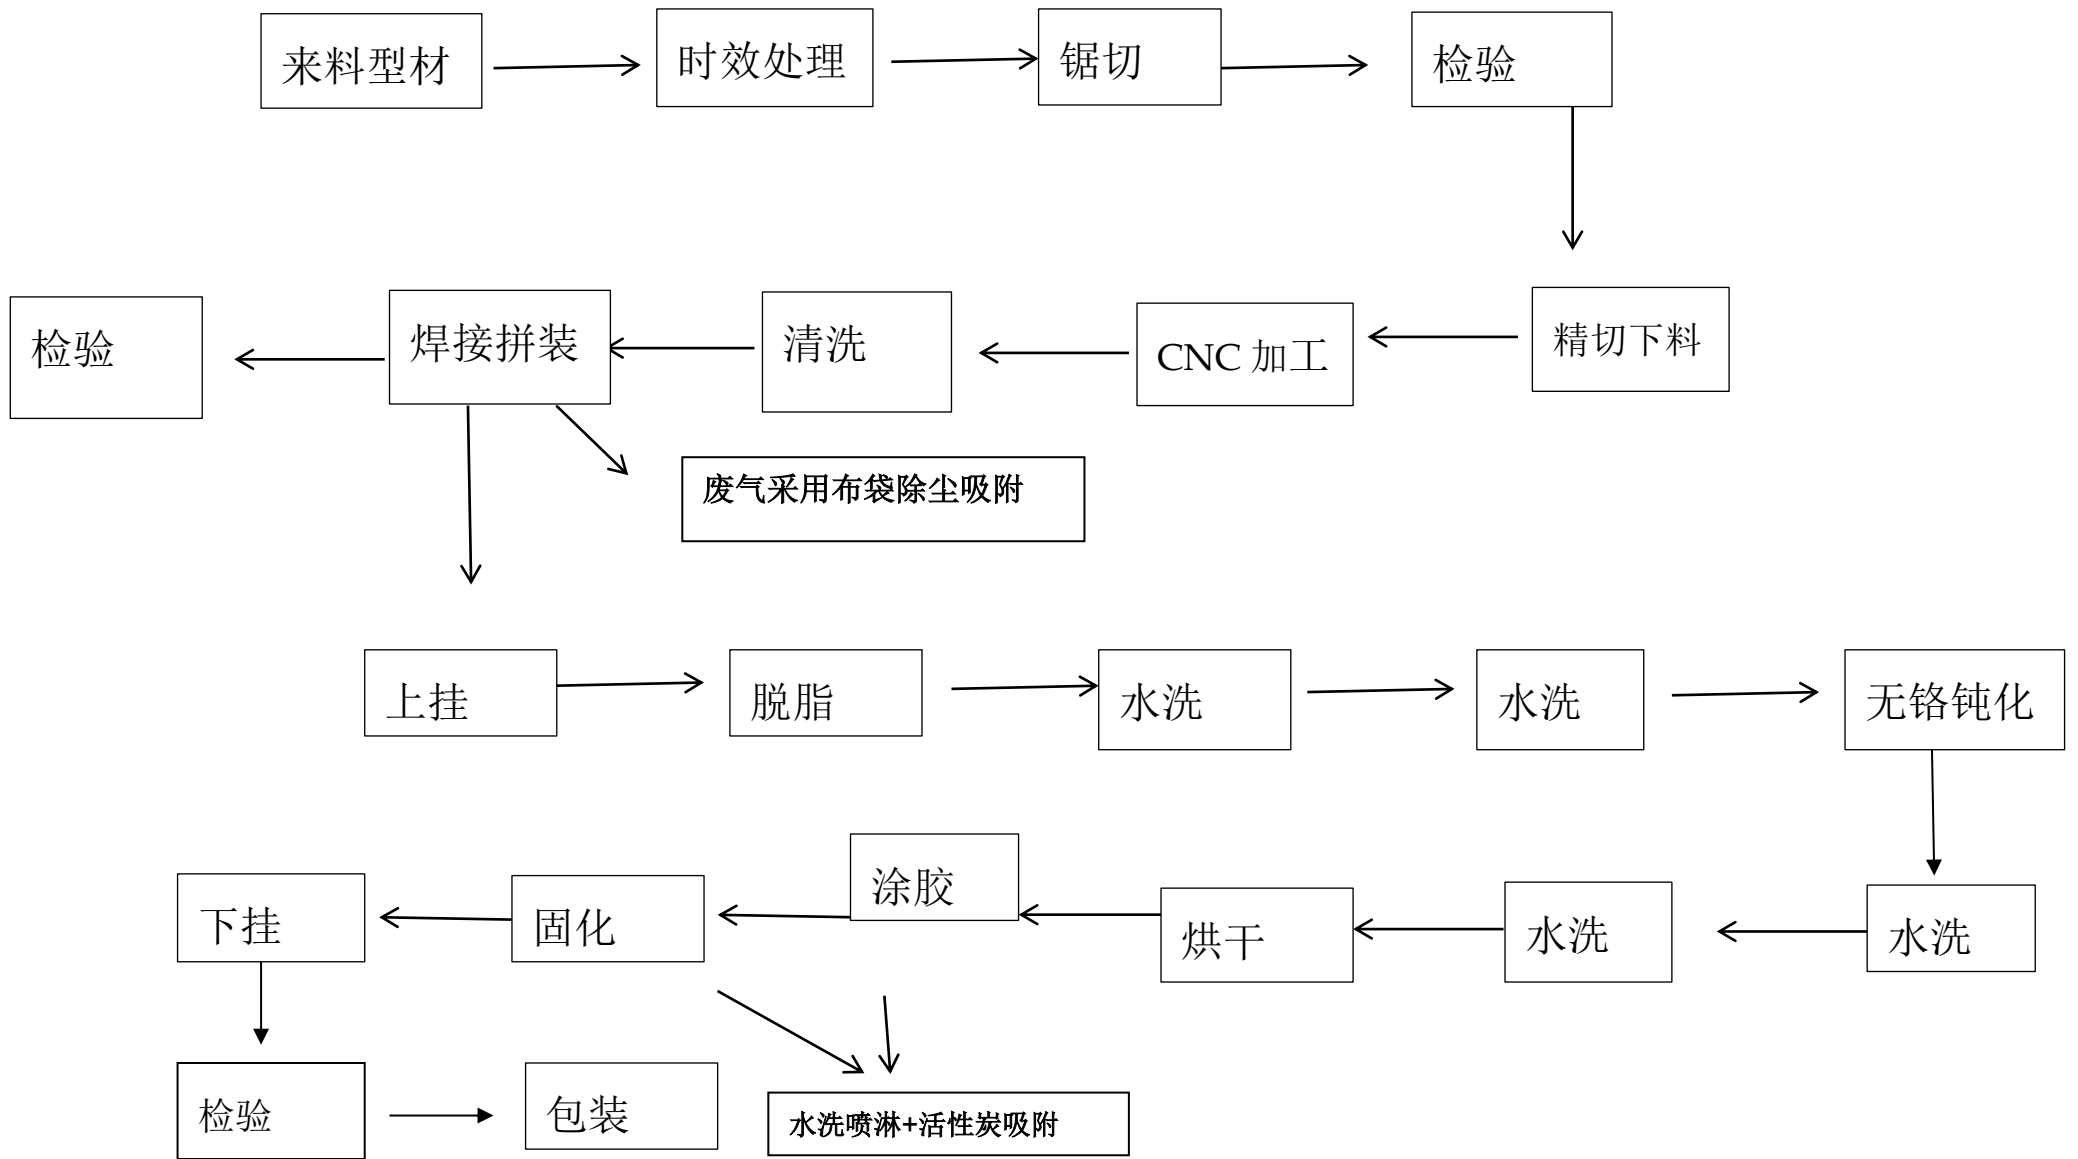 来料型材
时效处理
锯切
检验
精切下料
CNC 加工
清洗
焊接拼装
检验
废气采用布袋除尘吸附
上挂
脱脂
水洗
水洗
无铬钝化
水洗
水洗
烘干
涂胶
固化
下挂
检验
包装
水洗喷淋+活性炭吸附